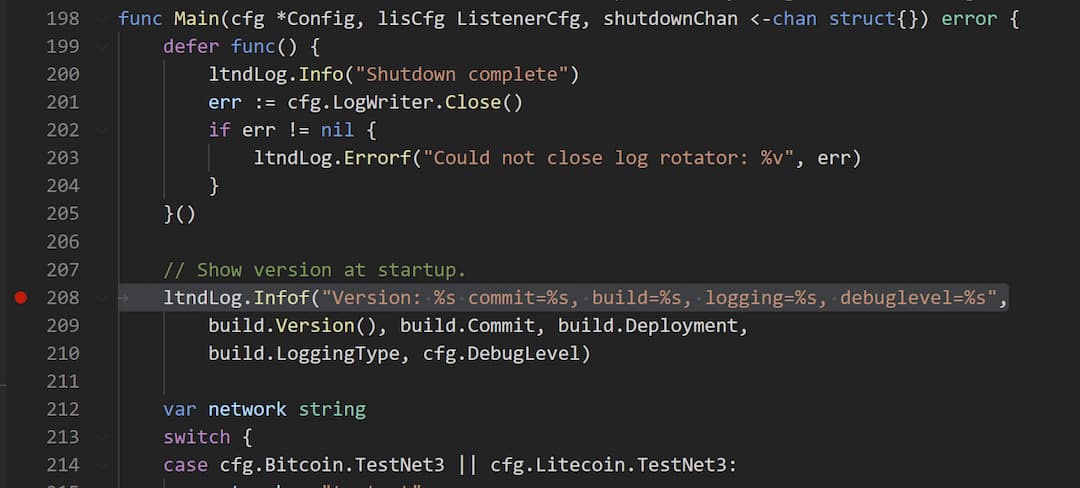 198 func Main(cfg *Config, lisCfg ListenerCfg, shutdownChan <-chan struct{}) error {
199 defer func() {
200 ltndLog.Info("Shutdown complete")
201 err := cfg.LogWriter.Close()
202 if err != nil {
203 ltndLog.Errorf("Could not close log rotator: %v", err)
204 }
205 }()
206
207 // Show version at startup.
208 ltndLog.Infof("Version: %s commit=%s, build=%s, logging=%s, debuglevel=%s",
209 build.Version(), build.Commit, build.Deployment,
210 build.LoggingType, cfg.DebugLevel)
211
212 var network string
213 switch {
214 case cfg.Bitcoin.TestNet3 || cfg.Litecoin.TestNet3: